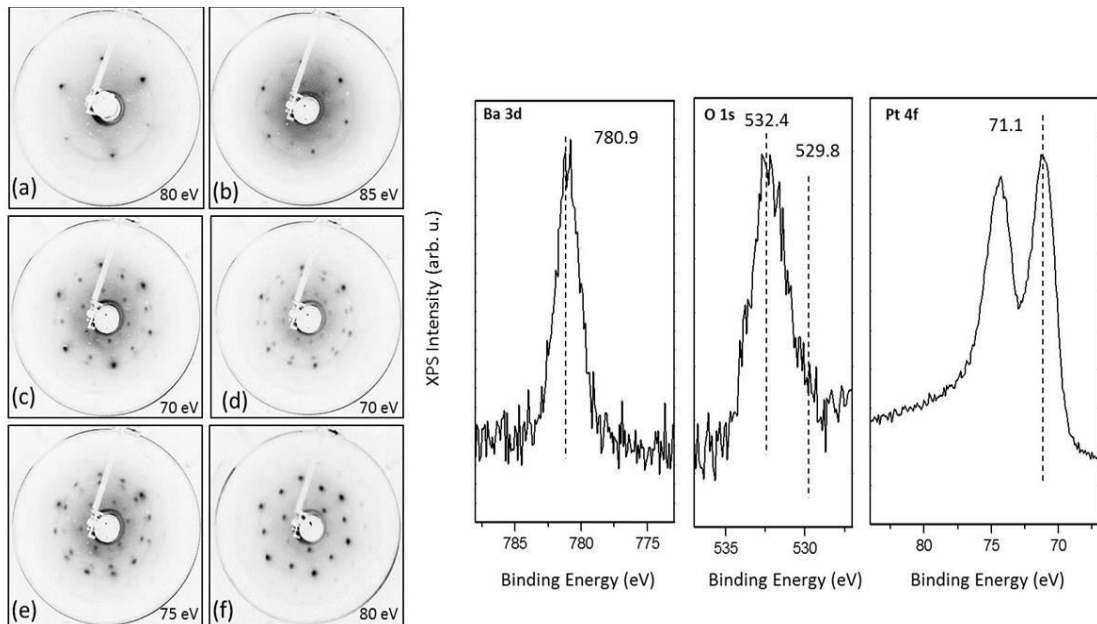 (a)
80 eV
(b)
85 eV
(c)
70 eV
(d)
70 eV
(e)
75 eV
(f)
80 eV
XPS Intensity (arb. u.)
Ba 3d
780.9
785
780
775
Binding Energy (eV)
O 1s
532.4
529.8
535
530
Binding Energy (eV)
Pt 4f
71.1
80
75
70
Binding Energy (eV)